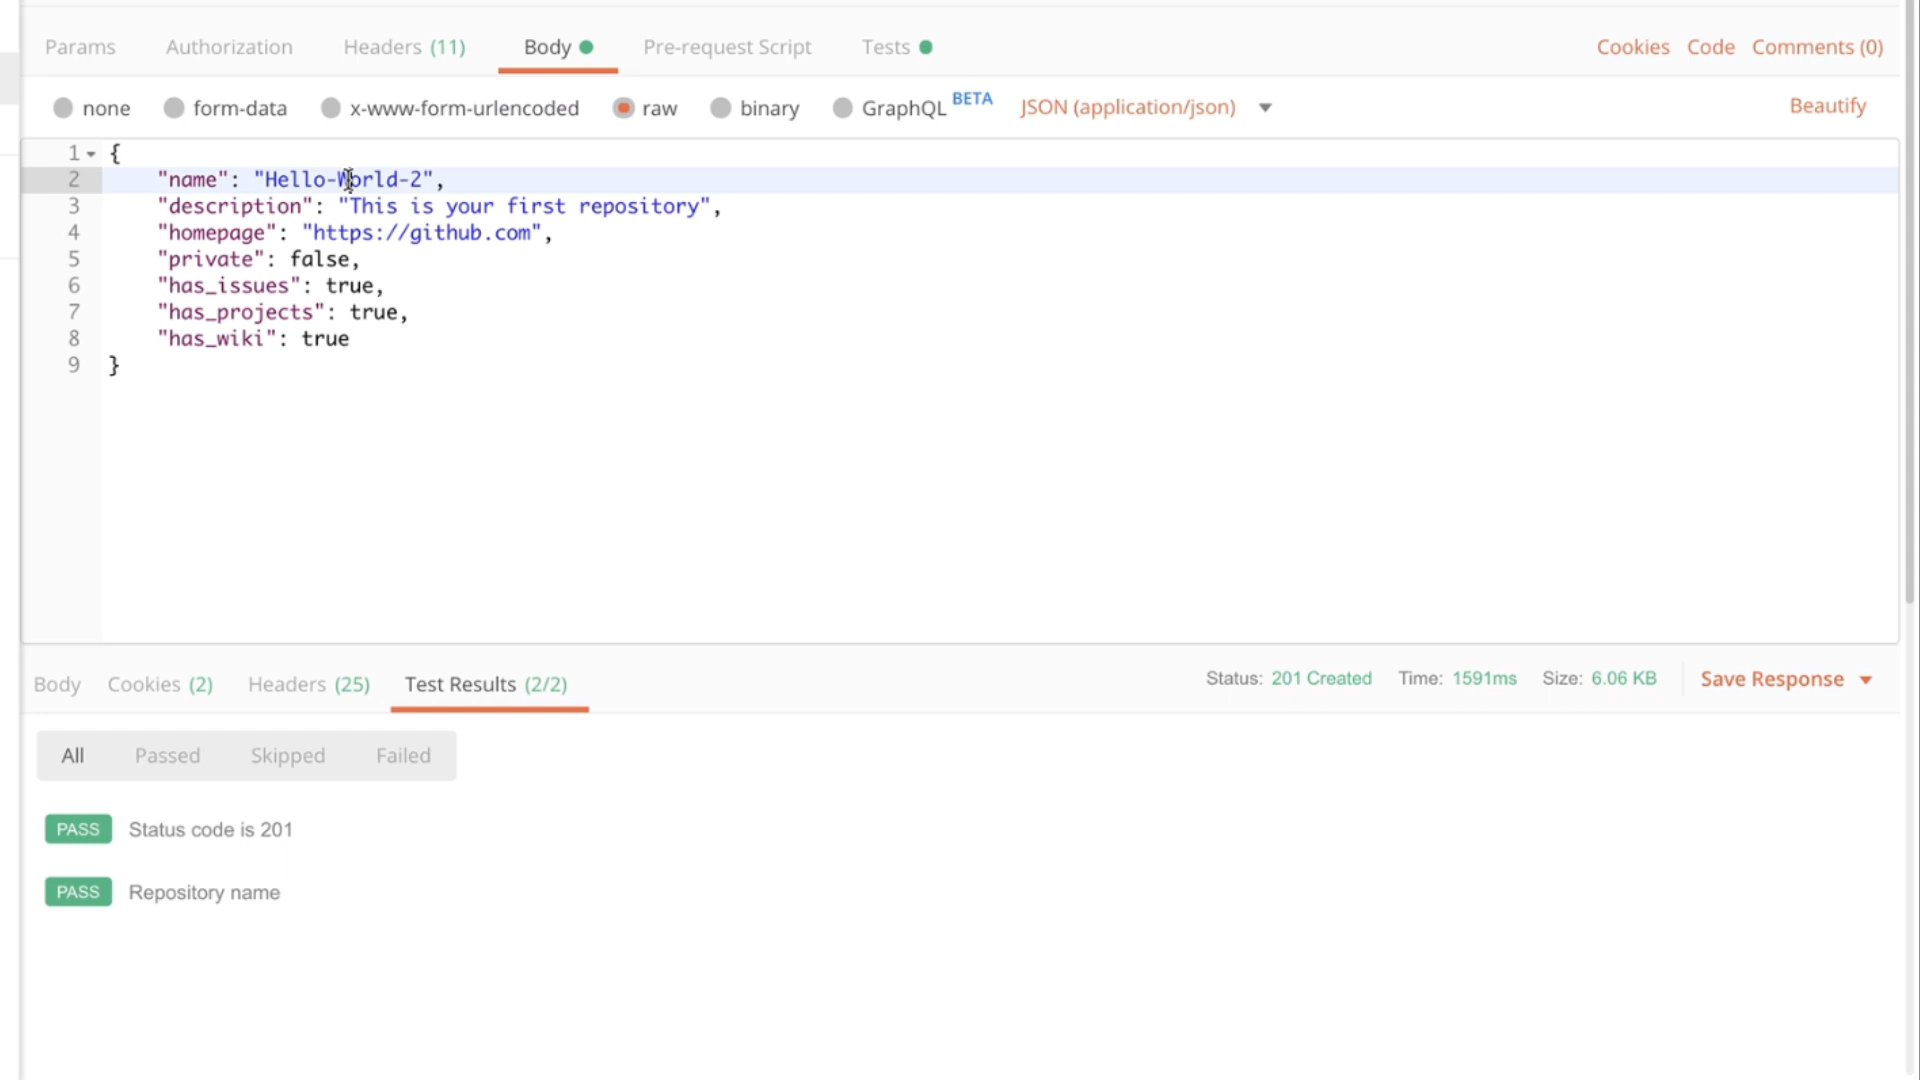 Params Authorization Headers (11) Body Pre-request Script Tests Cookies Code Comments (0)
none form-data x-www-form-urlencoded raw binary GraphQL BETA JSON (application/json) Beautify
1 {
2 "name": "Hello-World-2",
3 "description": "This is your first repository",
4 "homepage": "https://github.com",
5 "private": false,
6 "has_issues": true,
7 "has_projects": true,
8 "has_wiki": true
9 }
Body Cookies (2) Headers (25) Test Results (2/2) Status: 201 Created Time: 1591ms Size: 6.06 KB Save Response
All Passed Skipped Failed
PASS Status code is 201
PASS Repository name